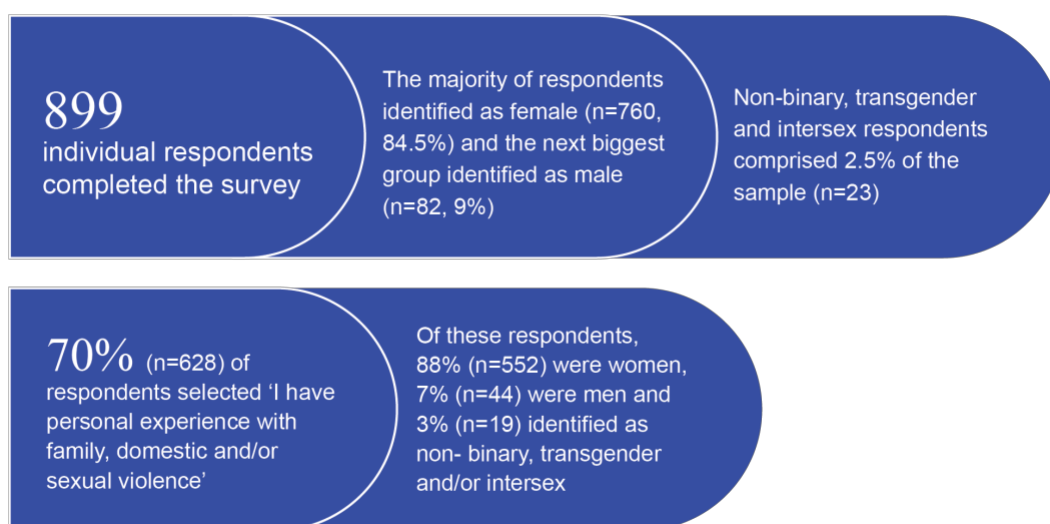 899
individual respondents
completed the survey
The majority of respondents
identified as female (n=760,
84.5%) and the next biggest
group identified as male
(n=82, 9%)
Non-binary, transgender
and intersex respondents
comprised 2.5% of the
sample (n=23)
70% (n=628) of
respondents selected ‘I have
personal experience with
family, domestic and/or
sexual violence’
Of these respondents,
88% (n=552) were women,
7% (n=44) were men and
3% (n=19) identified as
non- binary, transgender
and/or intersex